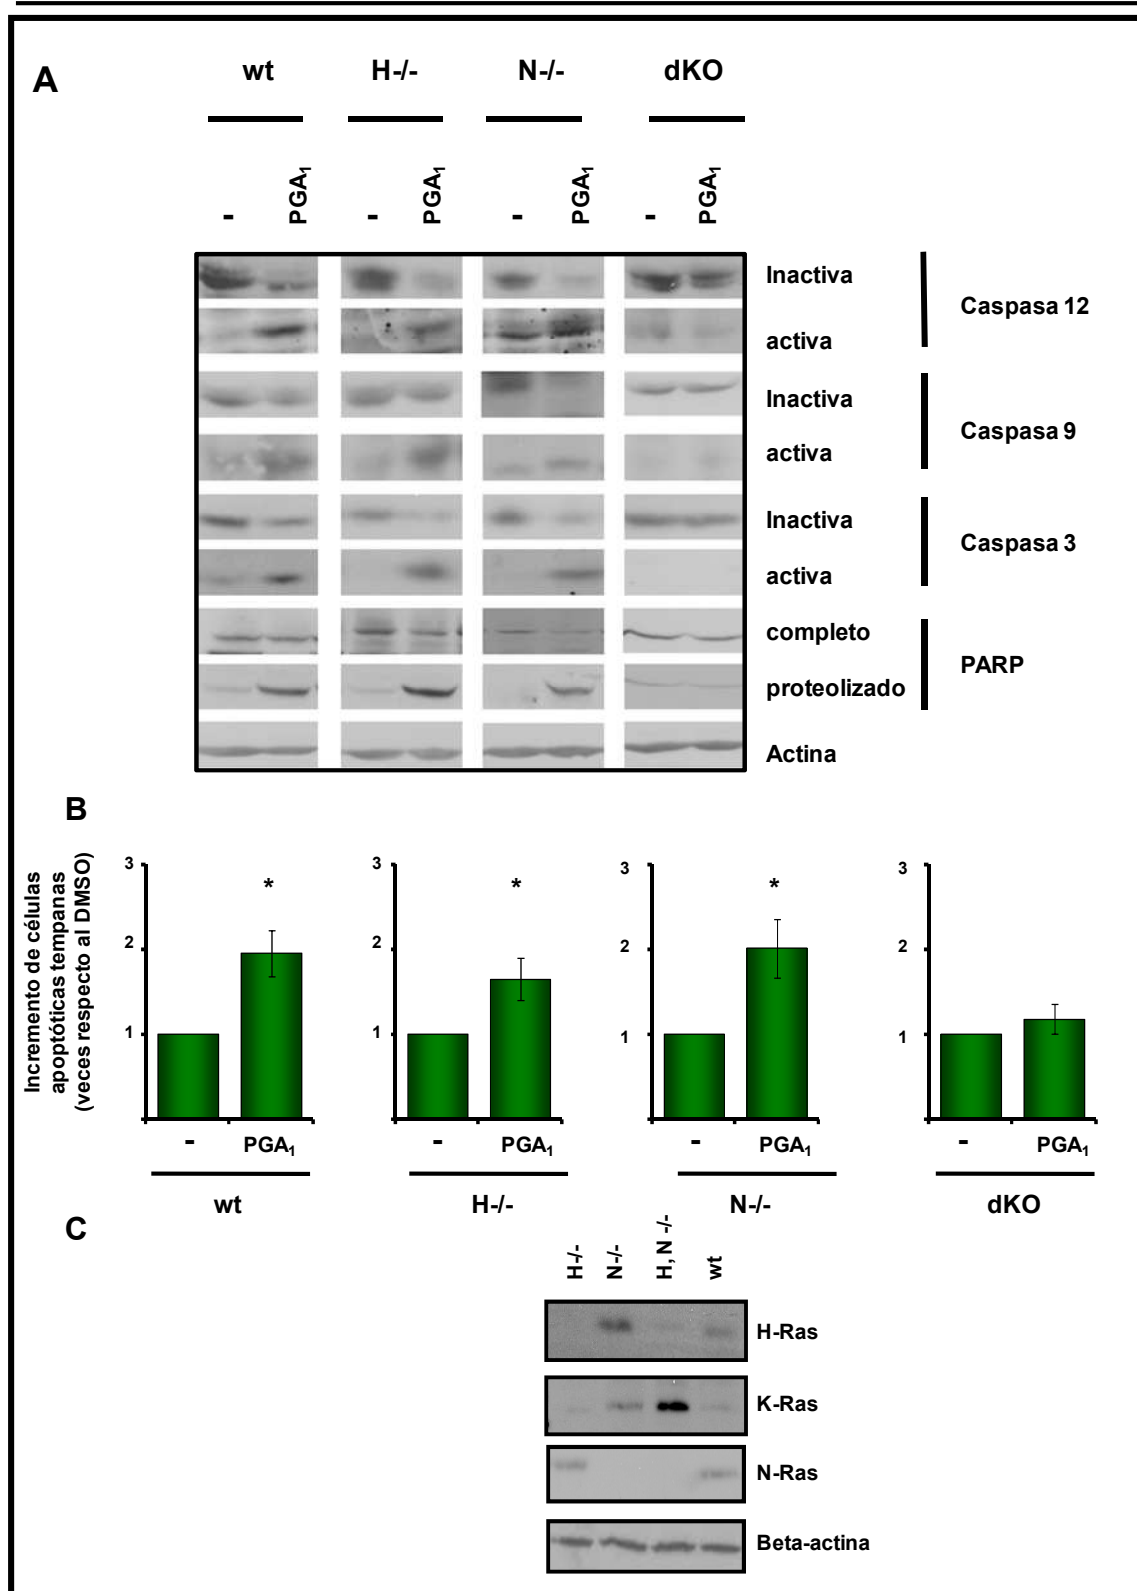 A
wt H-/- N-/- dKO
- PGA1 - PGA1 - PGA1 - PGA1
Inactiva
Caspasa 12
activa
Inactiva
Caspasa 9
activa
Inactiva
Caspasa 3
activa
completo
PARP
proteolizado
Actina
B
Incremento de células
apoptóticas tempanas
(veces respecto al DMSO)
3 3 3 3
* * *
2 2 2 2
1 1 1 1
- PGA1 - PGA1 - PGA1 - PGA1
wt H-/- N-/- dKO
C
H-/- N-/- H, N -/- wt
H-Ras
K-Ras
N-Ras
Beta-actina